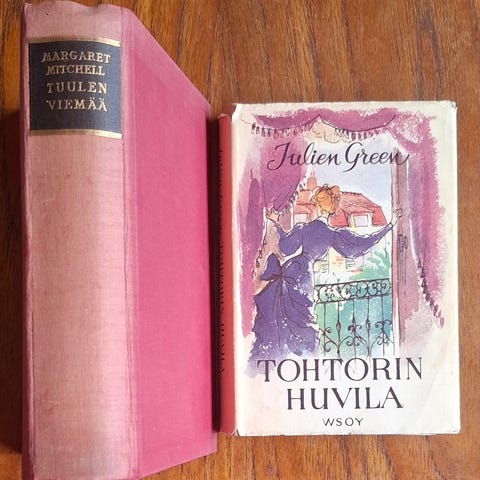 MARGARET
MITCHELL
TUULEN
VIEMÄÄ
Julien Green
TOHTORIN
HUVILA
WSOY